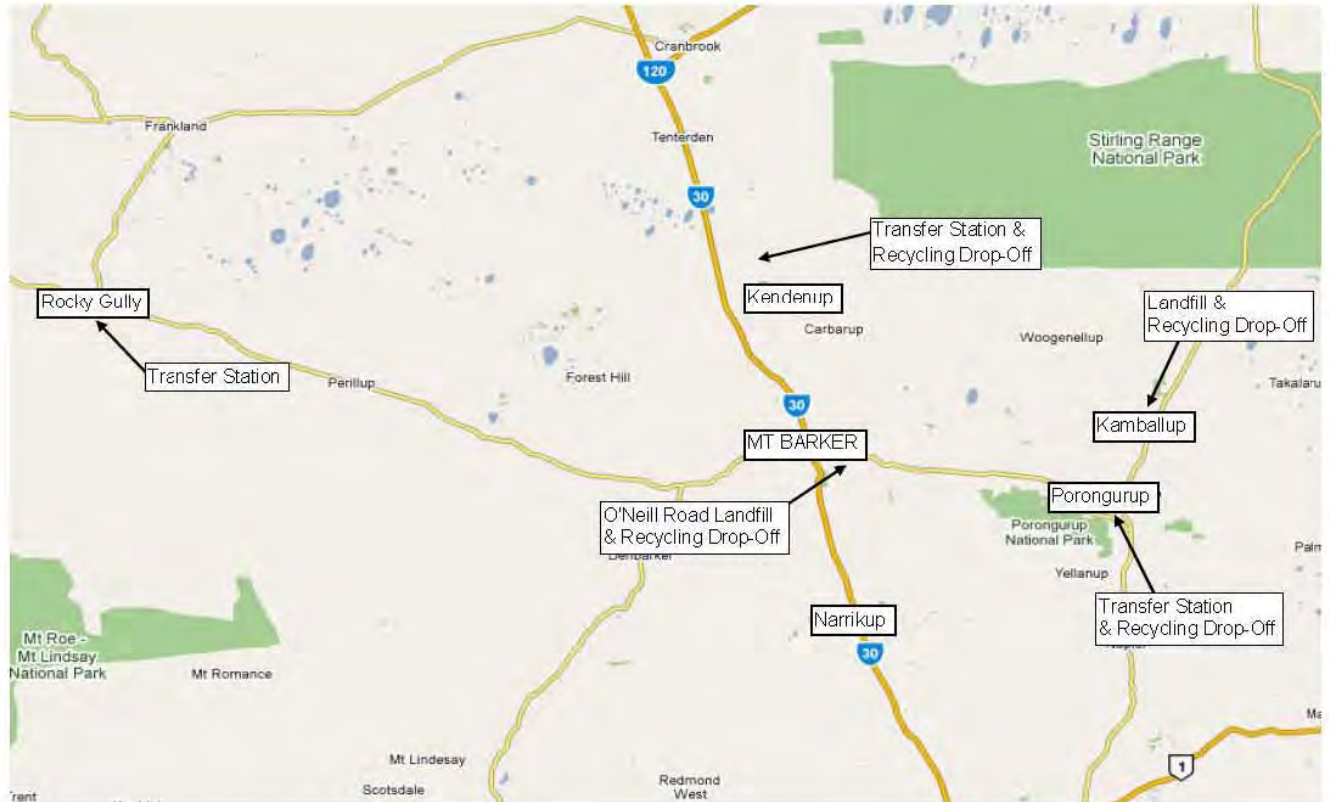 Cranbrook
120
Frankland
Tenterden
Stirling Range
National Park
30
Transfer Station &
Recycling Drop-Off
Rocky Gully
Kendenup
Landfill &
Recycling Drop-Off
Carbarup
Woogenellup
Transfer Station
Perillup
Forest Hill
Takalaru
30
Kamballup
MT BARKER
Porongurup
O'Neill Road Landfill
& Recycling Drop-Off
Porongurup
National Park
Palm
Yellanup
Transfer Station
& Recycling Drop-Off
Narrikup
Mt Roe -
Mt Lindsay
National Park
30
Mt Romance
Ma
Mt Lindesay
1
Scotsdale
Redmond
West